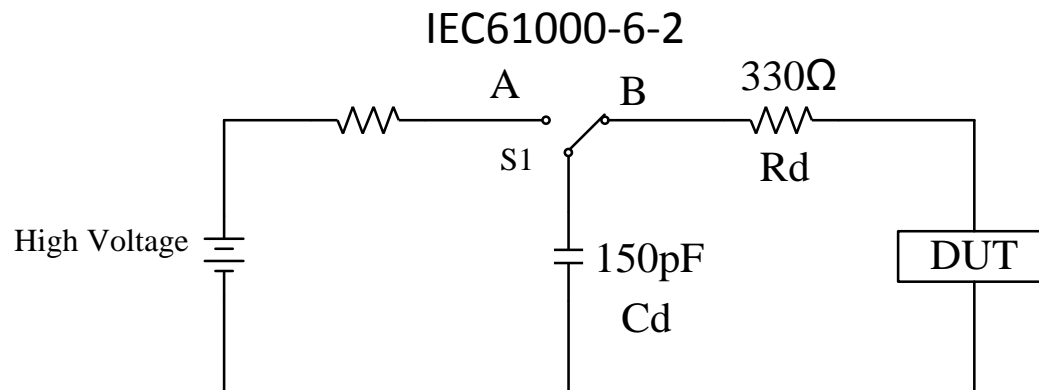 IEC61000-6-2
A
B
330Ω
S1
Rd
High Voltage
150pF
Cd
DUT